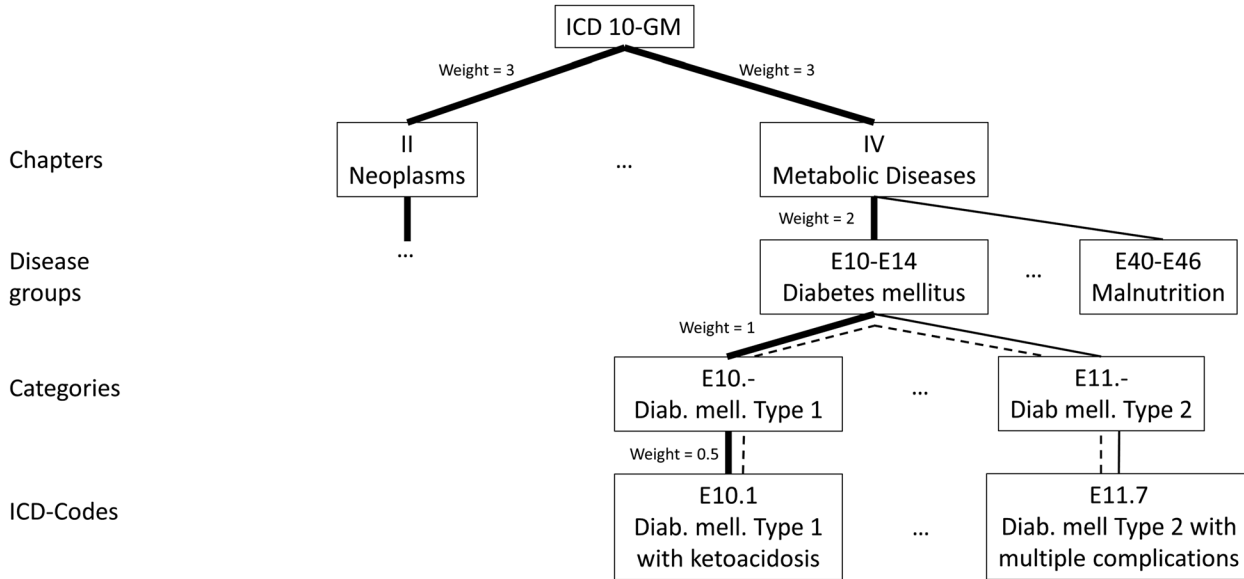 ICD 10-GM
Weight = 3
Weight = 3
Chapters
II
Neoplasms
...
IV
Metabolic Diseases
Weight = 2
Disease
groups
...
E10-E14
Diabetes mellitus
...
E40-E46
Malnutrition
Weight = 1
Categories
E10.-
Diab. mell. Type 1
...
E11.-
Diab mell. Type 2
Weight = 0.5
ICD-Codes
E10.1
Diab. mell. Type 1
with ketoacidosis
...
E11.7
Diab. mell Type 2 with
multiple complications